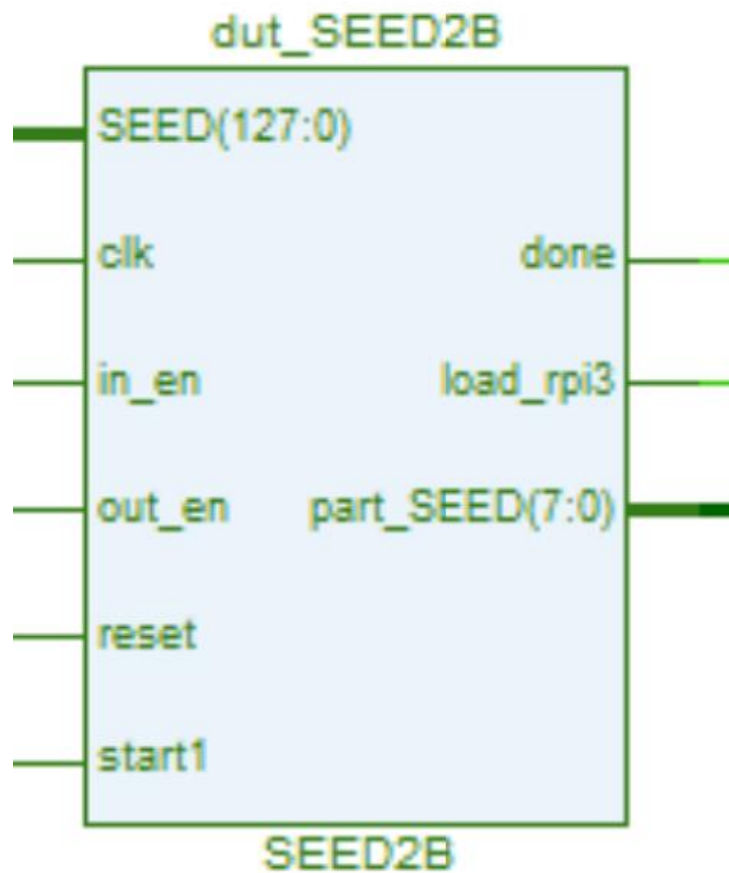 dut_SEED2B
SEED(127:0)
clk
done
in_en
load_rpi3
out_en
part_SEED(7:0)
reset
start1
SEED2B